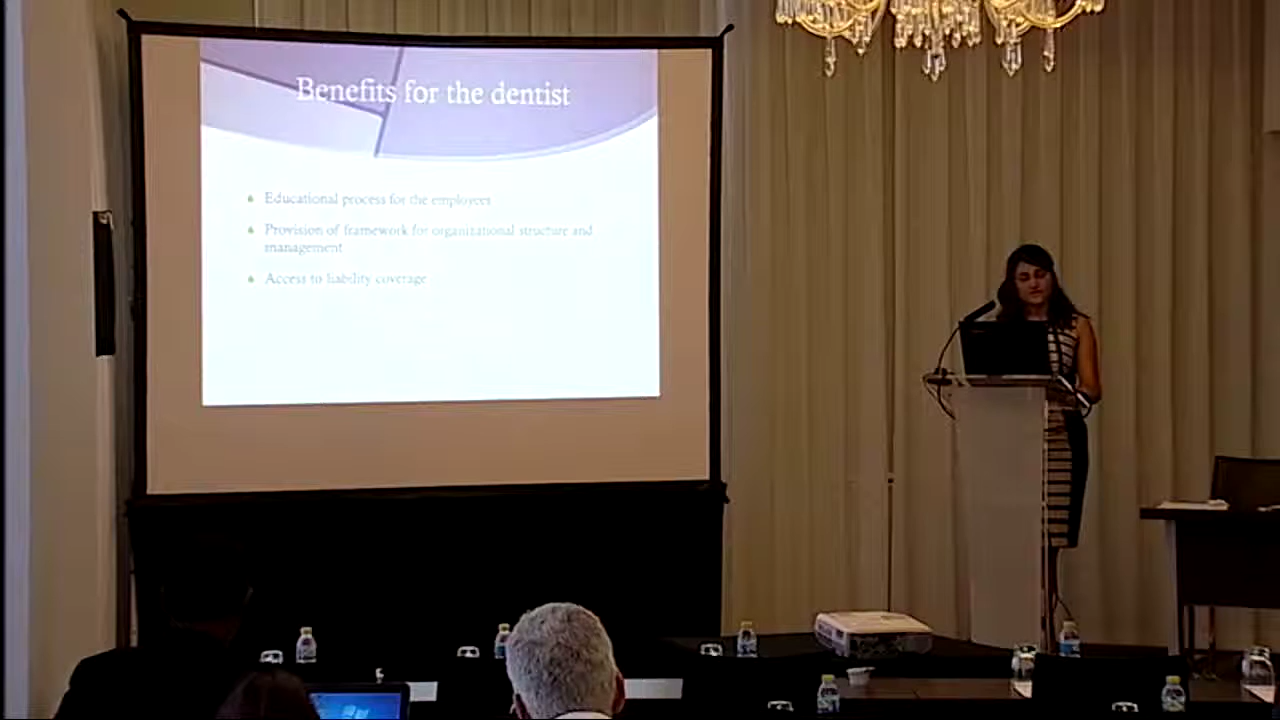 Benefits for the dentist
Educational process for the employees
Provision of framework for organizational structure and
management
Access to liability coverage